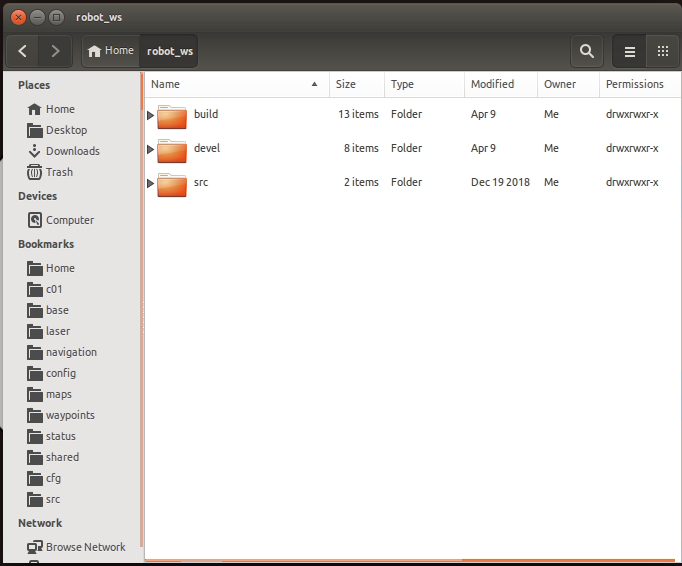 robot_ws
Home robot_ws
Places
Home
Desktop
Downloads
Trash
Devices
Computer
Bookmarks
Home
c01
base
laser
navigation
config
maps
waypoints
status
shared
cfg
src
Network
Browse Network
Name Size Type Modified Owner Permissions
build 13 items Folder Apr 9 Me drwxrwxr-x
devel 8 items Folder Apr 9 Me drwxrwxr-x
src 2 items Folder Dec 19 2018 Me drwxrwxr-x